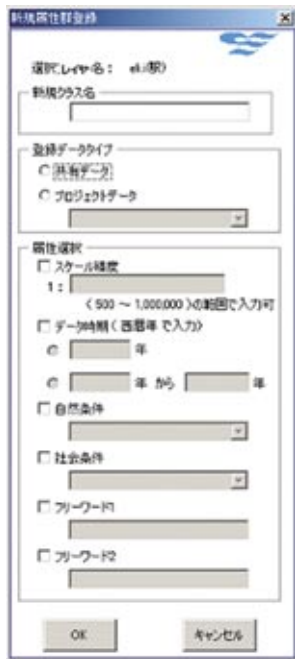 新規属性群登録
選択レイヤ名： eki(駅)
新規クラス名
登録データタイプ
共有データ
プロジェクトデータ
属性選択
スケール精度
1：
（500 ～ 1,000,000）の範囲で入力可
データ時期（西暦年で入力）
年
年 から 年
自然条件
社会条件
フリーワード1
フリーワード2
OK キャンセル